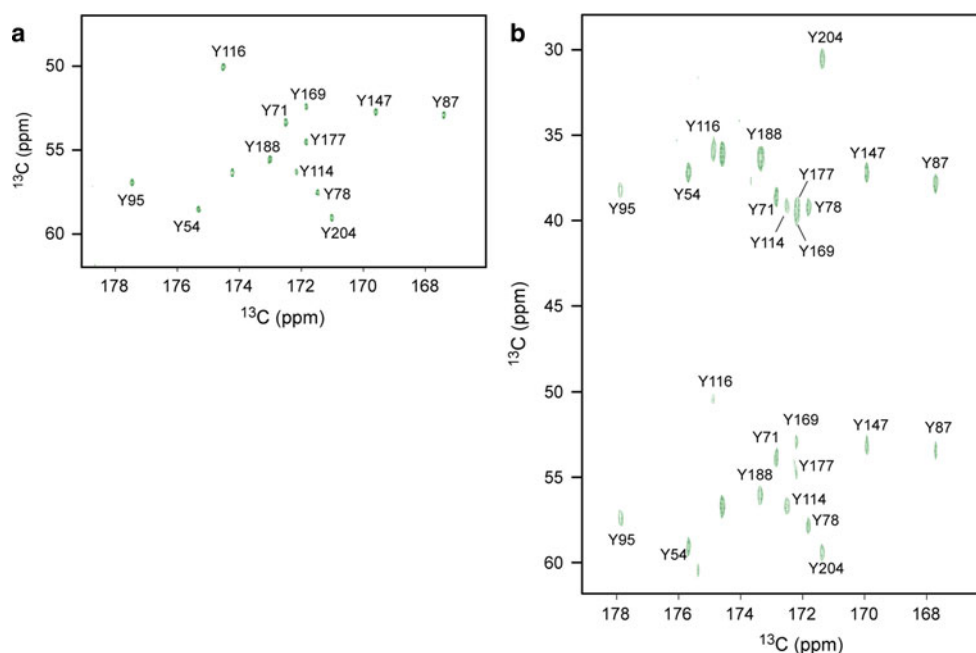 a
Y116
50
Y169
Y147
Y87
Y71
Y177
Y188
55
Y114
Y95
Y78
Y54
60
Y204
178
176
174
172
170
168
¹³C (ppm)
¹³C (ppm)
b
Y204
30
Y116
Y188
35
Y147
Y87
Y177
Y54
Y95
Y71
Y78
40
Y114
Y169
45
¹³C (ppm)
50
Y116
Y169
Y147
Y87
Y71
55
Y177
Y188
Y114
Y78
Y95
Y54
60
Y204
178
176
174
172
170
168
¹³C (ppm)